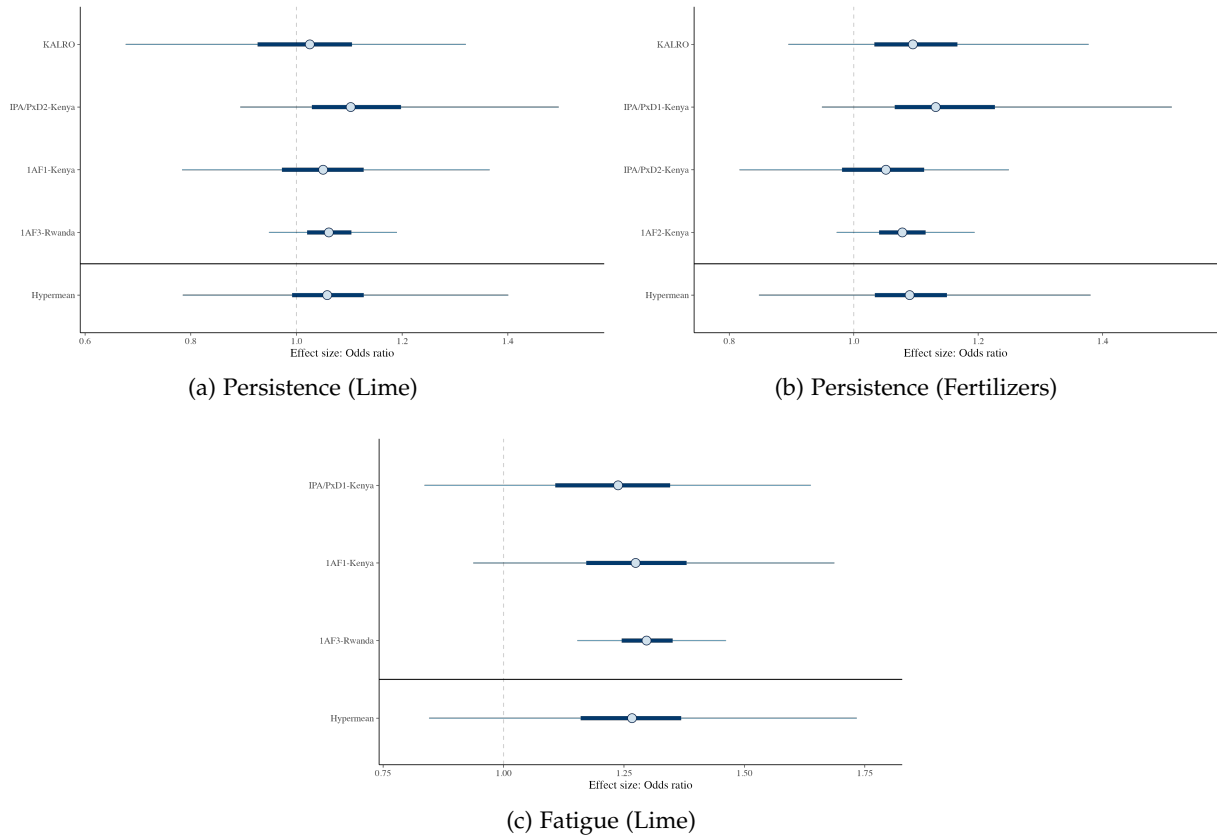 KALRO
IPA/PxD2-Kenya
1AF1-Kenya
1AF3-Rwanda
Hypermean
0.6 0.8 1.0 1.2 1.4
Effect size: Odds ratio
(a) Persistence (Lime)
KALRO
IPA/PxD1-Kenya
IPA/PxD2-Kenya
1AF2-Kenya
Hypermean
0.8 1.0 1.2 1.4
Effect size: Odds ratio
(b) Persistence (Fertilizers)
IPA/PxD1-Kenya
1AF1-Kenya
1AF3-Rwanda
Hypermean
0.75 1.00 1.25 1.50 1.75
Effect size: Odds ratio
(c) Fatigue (Lime)